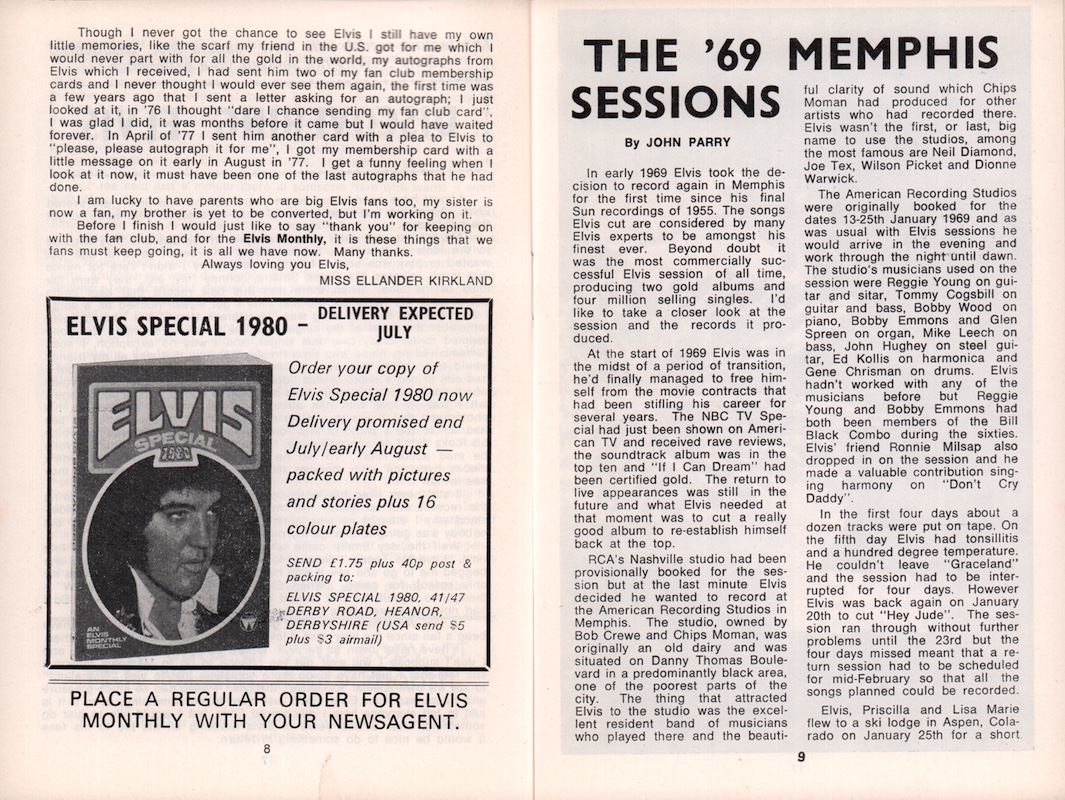 Though I never got the chance to see Elvis I still have my own
little memories, like the scarf my friend in the U.S. got for me which I
would never part with for all the gold in the world, my autographs from
Elvis which I received, I had sent him two of my fan club membership
cards and I never thought I would ever see them again, the first time was
a few years ago that I sent a letter asking for an autograph; I just
looked at it, in '76 I thought "dare I chance sending my fan club card",
I was glad I did, it was months before it came but I would have waited
forever. In April of '77 I sent him another card with a plea to Elvis to
"please, please autograph it for me", I got my membership card with a
little message on it early in August in '77. I get a funny feeling when I
look at it now, it must have been one of the last autographs that he had
done.
I am lucky to have parents who are big Elvis fans too, my sister is
now a fan, my brother is yet to be converted, but I'm working on it.
Before I finish I would just like to say "thank you" for keeping on
with the fan club, and for the Elvis Monthly, it is these things that we
fans must keep going, it is all we have now. Many thanks.
Always loving you Elvis,
MISS ELLANDER KIRKLAND
ELVIS SPECIAL 1980 – DELIVERY EXPECTED
JULY
ELVIS
SPECIAL
1980
AN
ELVIS
MONTHLY
SPECIAL
Order your copy of
Elvis Special 1980 now
Delivery promised end
July/early August —
packed with pictures
and stories plus 16
colour plates
SEND £1.75 plus 40p post &
packing to:
ELVIS SPECIAL 1980, 41/47
DERBY ROAD, HEANOR,
DERBYSHIRE (USA send $5
plus $3 airmail)
PLACE A REGULAR ORDER FOR ELVIS
MONTHLY WITH YOUR NEWSAGENT.
8
THE '69 MEMPHIS
SESSIONS
By JOHN PARRY
In early 1969 Elvis took the de-
cision to record again in Memphis
for the first time since his final
Sun recordings of 1955. The songs
Elvis cut are considered by many
Elvis experts to be amongst his
finest ever. Beyond doubt it
was the most commercially suc-
cessful Elvis session of all time,
producing two gold albums and
four million selling singles. I'd
like to take a closer look at the
session and the records it pro-
duced.
At the start of 1969 Elvis was in
the midst of a period of transition,
he'd finally managed to free him-
self from the movie contracts that
had been stifling his career for
several years. The NBC TV Spe-
cial had just been shown on Ameri-
can TV and received rave reviews,
the soundtrack album was in the
top ten and "If I Can Dream" had
been certified gold. The return to
live appearances was still in the
future and what Elvis needed at
that moment was to cut a really
good album to re-establish himself
back at the top.
RCA's Nashville studio had been
provisionally booked for the ses-
sion but at the last minute Elvis
decided he wanted to record at
the American Recording Studios in
Memphis. The studio, owned by
Bob Crewe and Chips Moman, was
originally an old dairy and was
situated on Danny Thomas Boule-
vard in a predominantly black area,
one of the poorest parts of the
city. The thing that attracted
Elvis to the studio was the excel-
lent resident band of musicians
who played there and the beauti-
ful clarity of sound which Chips
Moman had produced for other
artists who had recorded there.
Elvis wasn't the first, or last, big
name to use the studios, among
the most famous are Neil Diamond,
Joe Tex, Wilson Picket and Dionne
Warwick.
The American Recording Studios
were originally booked for the
dates 13-25th January 1969 and as
was usual with Elvis sessions he
would arrive in the evening and
work through the night until dawn.
The studio's musicians used on the
session were Reggie Young on gui-
tar and sitar, Tommy Cogsbill on
guitar and bass, Bobby Wood on
piano, Bobby Emmons and Glen
Spreen on organ, Mike Leech on
bass, John Hughey on steel gui-
tar, Ed Kollis on harmonica and
Gene Chrisman on drums. Elvis
hadn't worked with any of the
musicians before but Reggie
Young and Bobby Emmons had
both been members of the Bill
Black Combo during the sixties.
Elvis' friend Ronnie Milsap also
dropped in on the session and he
made a valuable contribution sing-
ing harmony on "Don't Cry
Daddy".
In the first four days about a
dozen tracks were put on tape. On
the fifth day Elvis had tonsillitis
and a hundred degree temperature.
He couldn't leave "Graceland"
and the session had to be inter-
rupted for four days. However
Elvis was back again on January
20th to cut "Hey Jude". The ses-
sion ran through without further
problems until the 23rd but the
four days missed meant that a re-
turn session had to be scheduled
for mid-February so that all the
songs planned could be recorded.
Elvis, Priscilla and Lisa Marie
flew to a ski lodge in Aspen, Cola-
rado on January 25th for a short
9